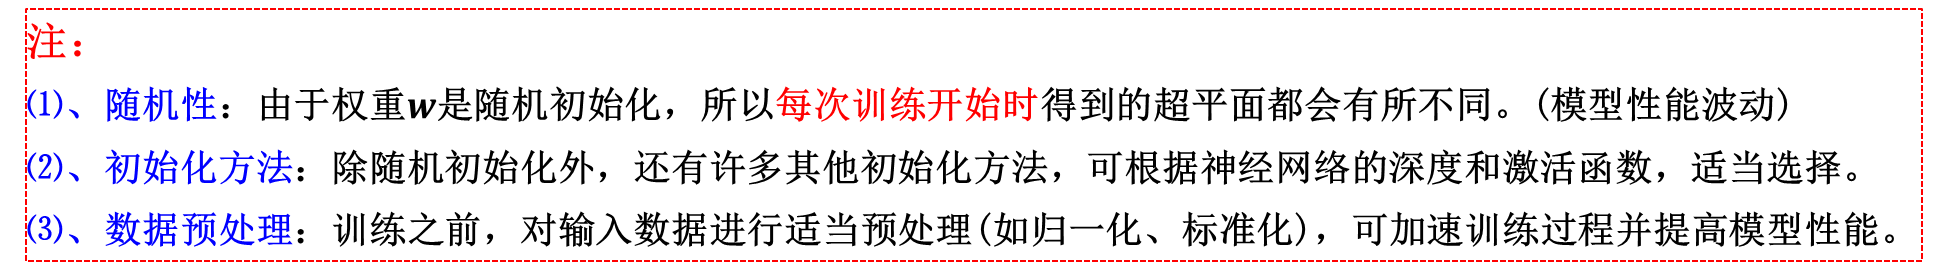 注：
(1)、随机性：由于权重w是随机初始化，所以每次训练开始时得到的超平面都会有所不同。(模型性能波动)
(2)、初始化方法：除随机初始化外，还有许多其他初始化方法，可根据神经网络的深度和激活函数，适当选择。
(3)、数据预处理：训练之前，对输入数据进行适当预处理(如归一化、标准化)，可加速训练过程并提高模型性能。